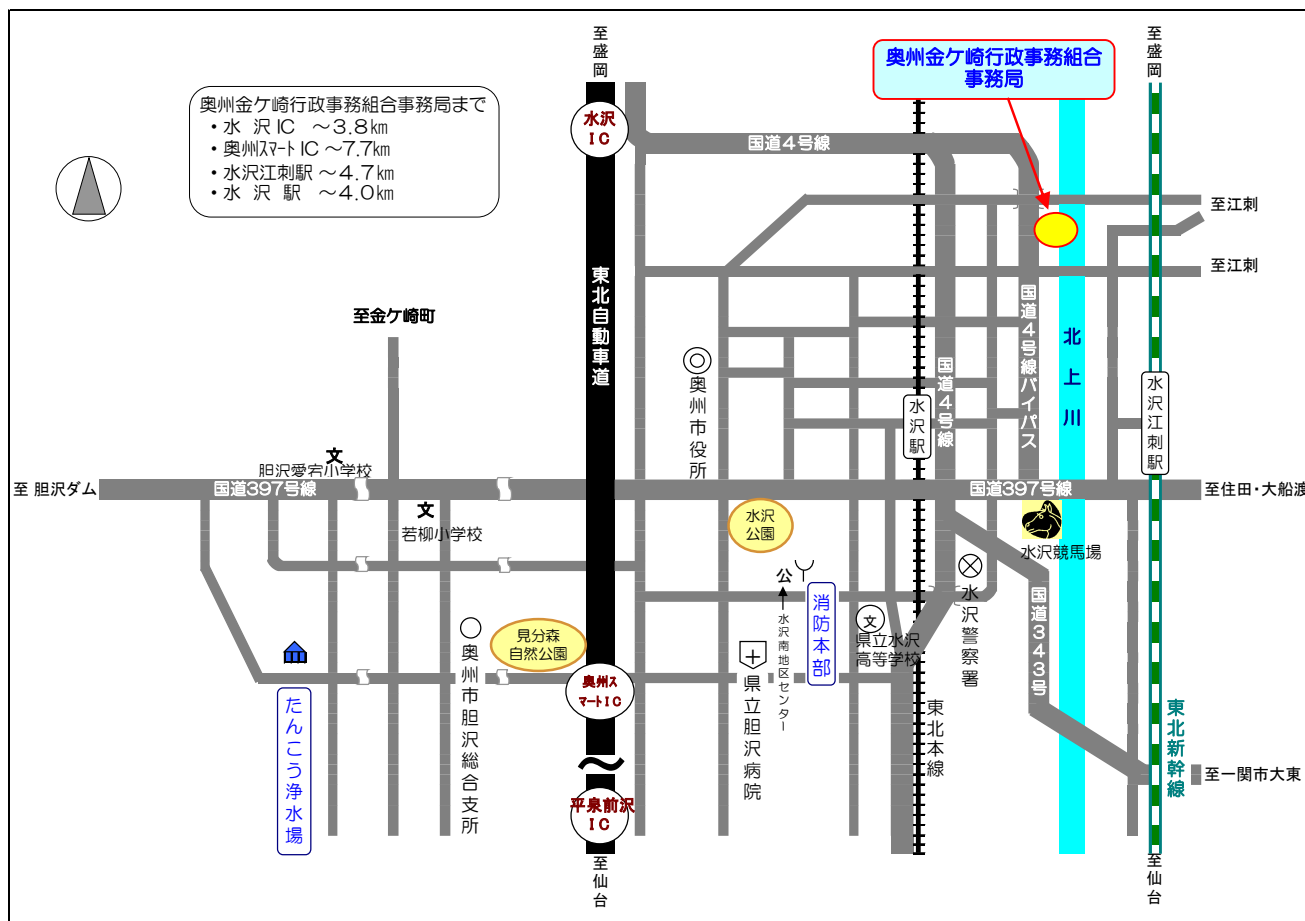 至盛岡
至盛岡
奥州金ケ崎行政事務組合
事務局
奥州金ケ崎行政事務組合事務局まで
・水 沢 IC ～3.8㎞
・奥州ｽﾏｰﾄ IC ～7.7㎞
・水沢江刺駅 ～4.7㎞
・水 沢 駅 ～4.0㎞
水沢
IC
国道4号線
至江刺
至江刺
東北自動車道
至金ケ崎町
国道4号線バイパス
北上川
国道4号線
奥州市役所
水沢駅
水沢江刺駅
文
胆沢愛宕小学校
至 胆沢ダム
国道397号線
国道397号線
至住田・大船渡
文
若柳小学校
水沢
公園
水沢競馬場
公
水沢南地区センター
消防本部
文
県立水沢
高等学校
水沢警察署
国道343号
見分森
自然公園
奥州市胆沢総合支所
奥州ス
マートIC
県立胆沢病院
たんこう浄水場
東北本線
東北新幹線
至一関市大東
平泉前沢
IC
至仙台
至仙台